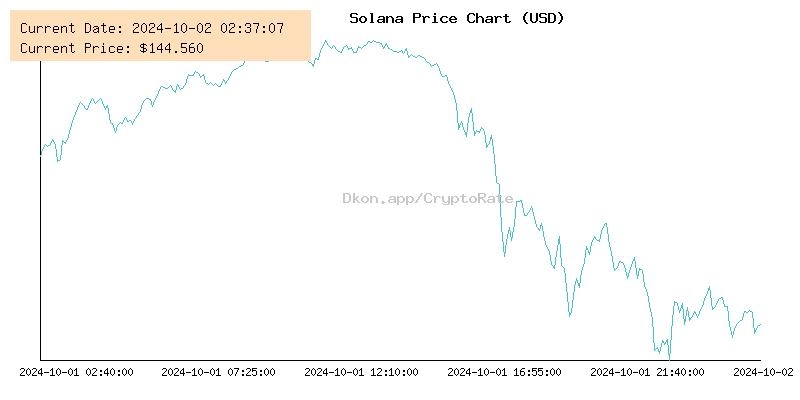 Solana Price Chart (USD)
Current Date: 2024-10-02 02:37:07
Current Price: $144.560
Dkon.app/CryptoRate
2024-10-01 02:40:00 2024-10-01 07:25:00 2024-10-01 12:10:00 2024-10-01 16:55:00 2024-10-01 21:40:00 2024-10-02